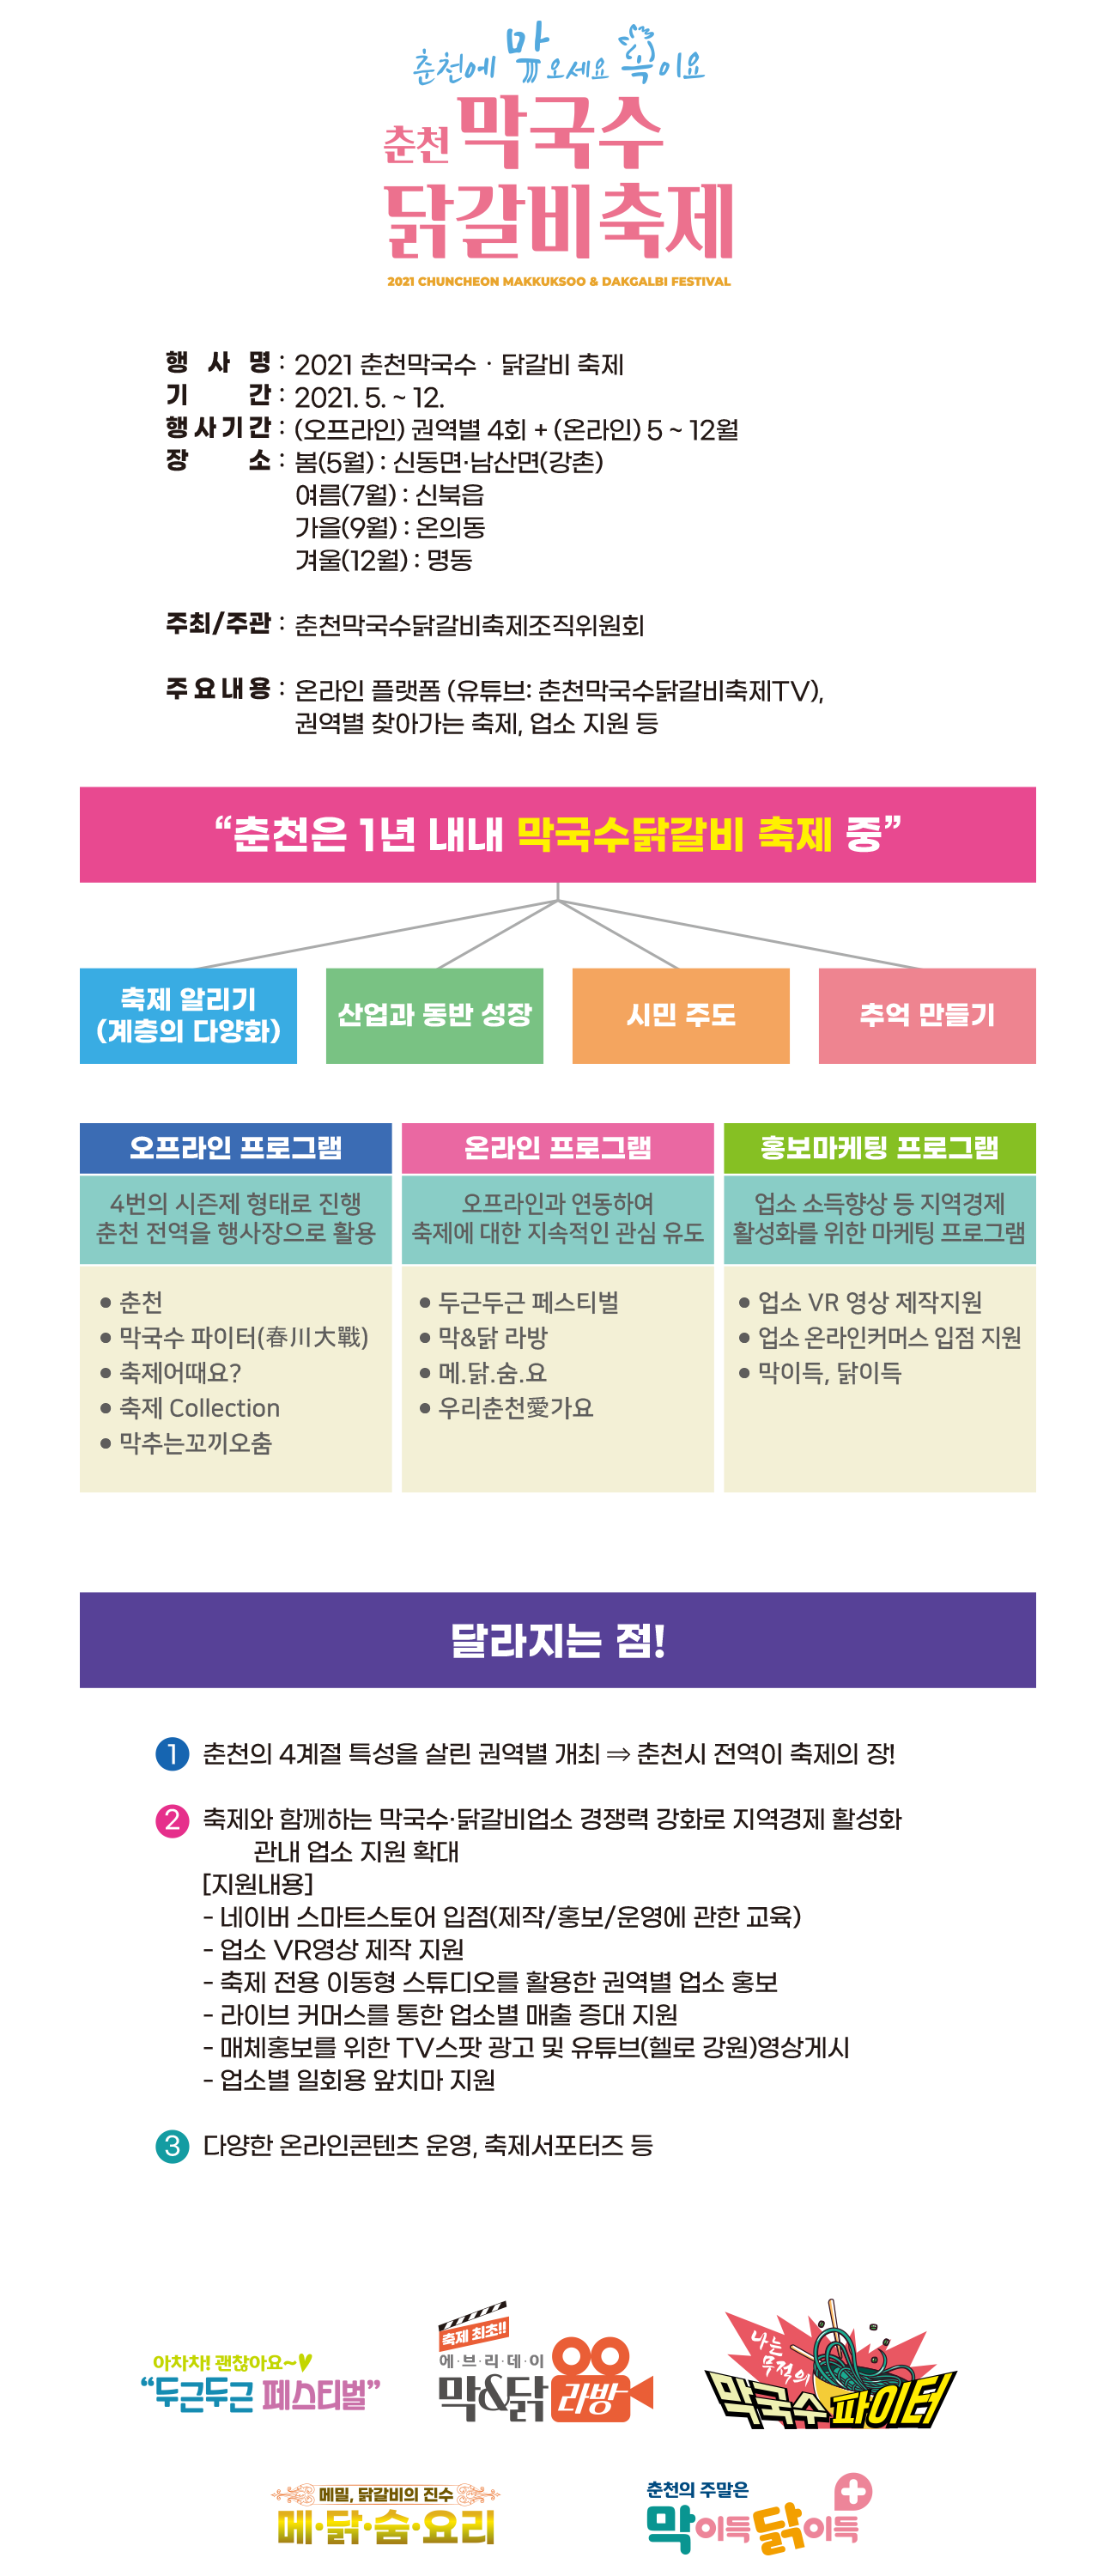 춘천에 막 오세요 꼭이요
춘천 막국수
닭갈비축제
2021 CHUNCHEON MAKKUKSOO & DAKGALBI FESTIVAL
행 사 명 : 2021 춘천막국수 · 닭갈비 축제
기 간 : 2021. 5. ~ 12.
행사기간 : (오프라인) 권역별 4회 + (온라인) 5 ~ 12월
장 소 : 봄(5월) : 신동면·남산면(강촌)
여름(7월) : 신북읍
가을(9월) : 온의동
겨울(12월) : 명동
주최/주관 : 춘천막국수닭갈비축제조직위원회
주요내용 : 온라인 플랫폼 (유튜브: 춘천막국수닭갈비축제TV),
권역별 찾아가는 축제, 업소 지원 등
“춘천은 1년 내내 막국수닭갈비 축제 중”
축제 알리기
(계층의 다양화)
산업과 동반 성장
시민 주도
추억 만들기
오프라인 프로그램
4번의 시즌제 형태로 진행
춘천 전역을 행사장으로 활용
● 춘천
● 막국수 파이터(春川大戰)
● 축제어때요?
● 축제 Collection
● 막추는꼬끼오춤
온라인 프로그램
오프라인과 연동하여
축제에 대한 지속적인 관심 유도
● 두근두근 페스티벌
● 막&닭 라방
● 메.닭.숨.요
● 우리춘천愛가요
홍보마케팅 프로그램
업소 소득향상 등 지역경제
활성화를 위한 마케팅 프로그램
● 업소 VR 영상 제작지원
● 업소 온라인커머스 입점 지원
● 막이득, 닭이득
달라지는 점!
1 춘천의 4계절 특성을 살린 권역별 개최 ⇒ 춘천시 전역이 축제의 장!
2 축제와 함께하는 막국수·닭갈비업소 경쟁력 강화로 지역경제 활성화
관내 업소 지원 확대
[지원내용]
- 네이버 스마트스토어 입점(제작/홍보/운영에 관한 교육)
- 업소 VR영상 제작 지원
- 축제 전용 이동형 스튜디오를 활용한 권역별 업소 홍보
- 라이브 커머스를 통한 업소별 매출 증대 지원
- 매체홍보를 위한 TV스팟 광고 및 유튜브(헬로 강원)영상게시
- 업소별 일회용 앞치마 지원
3 다양한 온라인콘텐츠 운영, 축제서포터즈 등
아차차! 괜찮아요~♥
“두근두근 페스티벌”
축제 최초!!
에·브·리·데·이
막&닭 라방
나는
무적의
막국수 파이터
메밀, 닭갈비의 진수
메·닭·숨·요리
춘천의 주말은
막이득 닭이득